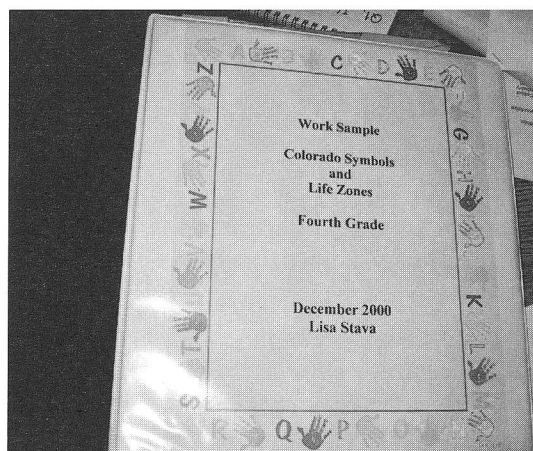 A C D E
Work Sample
Colorado Symbols
and
Life Zones
Fourth Grade
December 2000
Lisa Stava
G
H
K
L
M
Z
X
W
V
T
S
R Q P O